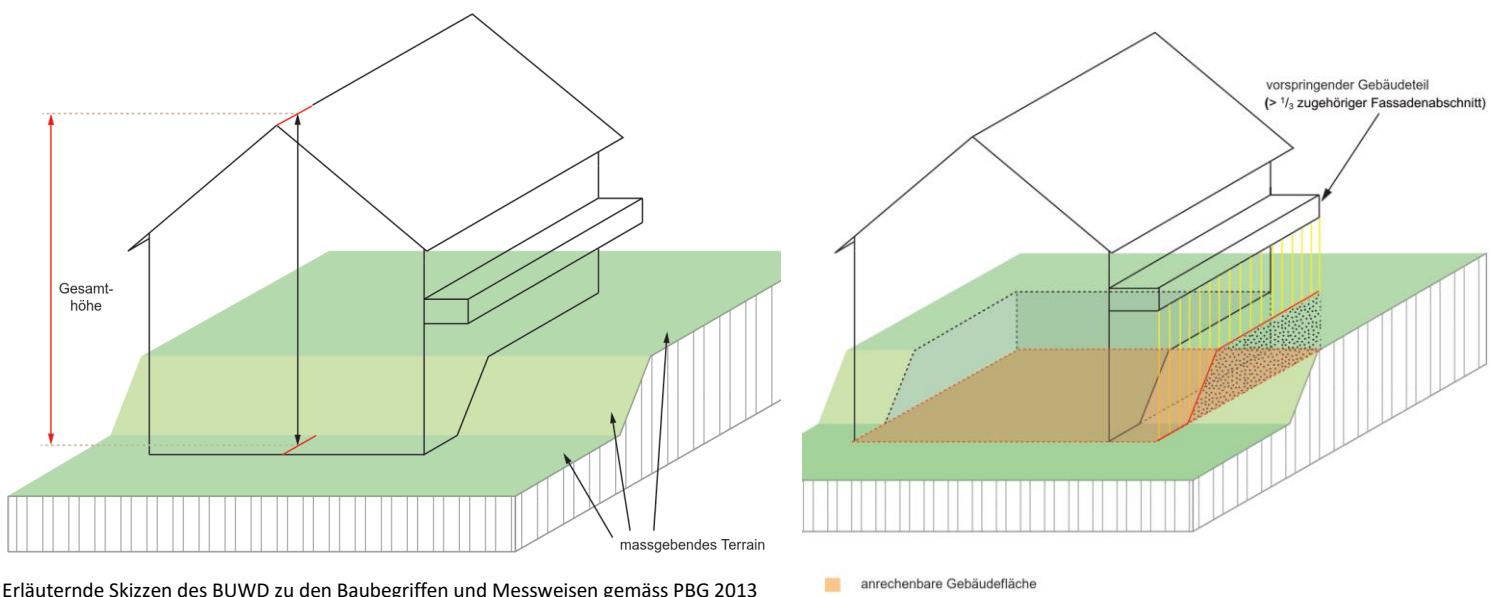 Gesamt-
höhe
massgebendes Terrain
Erläuternde Skizzen des BUWD zu den Baubegriffen und Messweisen gemäss PBG 2013
vorspringender Gebäudeteil
(> 1/3 zugehöriger Fassadenabschnitt)
anrechenbare Gebäudefläche